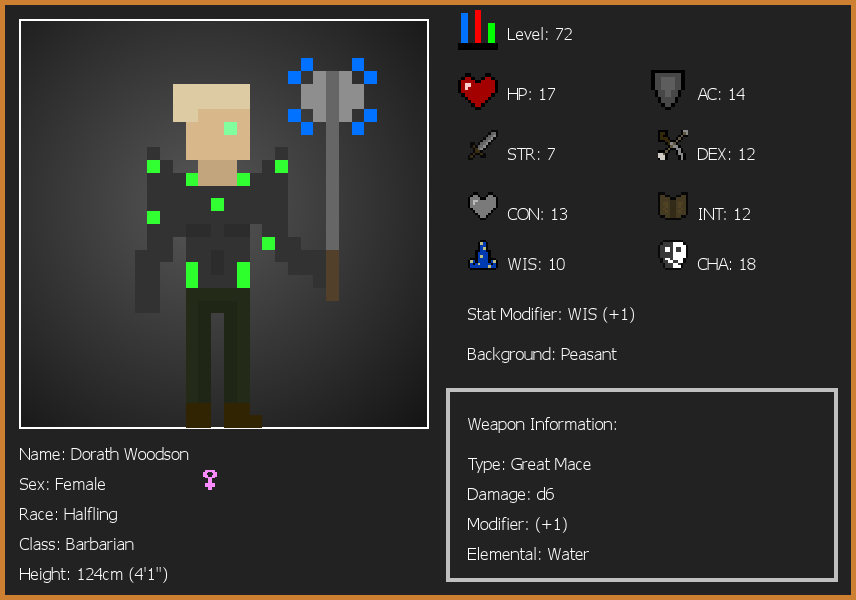 Level: 72
HP: 17
AC: 14
STR: 7
DEX: 12
CON: 13
INT: 12
WIS: 10
CHA: 18
Stat Modifier: WIS (+1)
Background: Peasant
Weapon Information:
Type: Great Mace
Damage: d6
Modifier: (+1)
Elemental: Water
Name: Dorath Woodson
Sex: Female
Race: Halfling
Class: Barbarian
Height: 124cm (4'1")